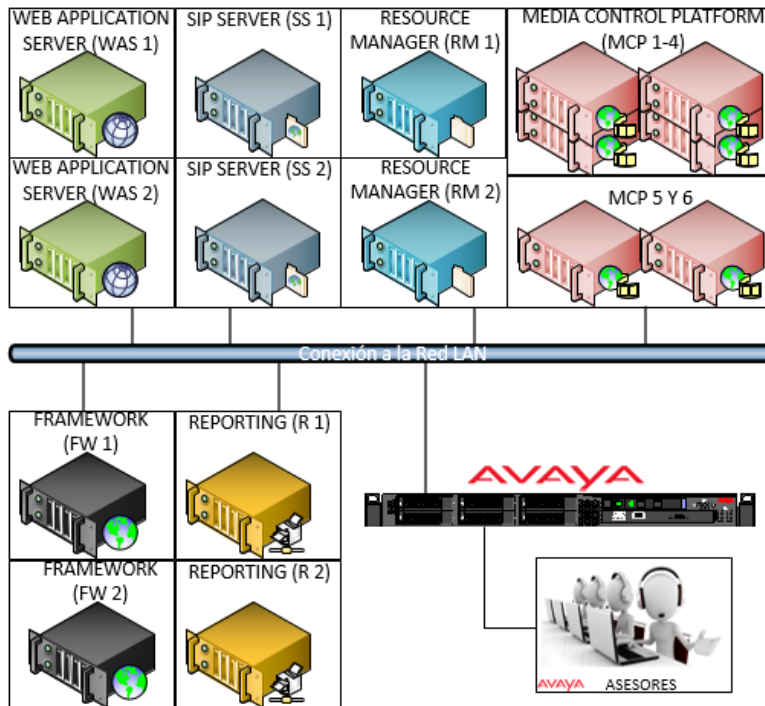 WEB APPLICATION
SERVER (WAS 1)
SIP SERVER (SS 1)
RESOURCE
MANAGER (RM 1)
MEDIA CONTROL PLATFORM
(MCP 1-4)
WEB APPLICATION
SERVER (WAS 2)
SIP SERVER (SS 2)
RESOURCE
MANAGER (RM 2)
MCP 5 Y 6
Conexión a la Red LAN
FRAMEWORK
(FW 1)
REPORTING (R 1)
AVAYA
FRAMEWORK
(FW 2)
REPORTING (R 2)
AVAYA
ASESORES